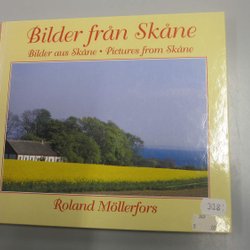 Bilder från Skåne
Bilder aus Skåne • Pictures from Skåne
Roland Möllerfors